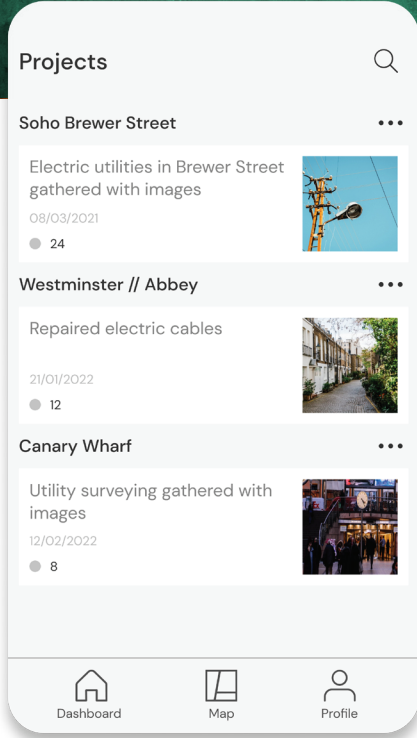 Projects
Soho Brewer Street
Electric utilities in Brewer Street
gathered with images
08/03/2021
24
Westminster // Abbey
Repaired electric cables
21/01/2022
12
Canary Wharf
Utility surveying gathered with
images
12/02/2022
8
Dashboard Map Profile